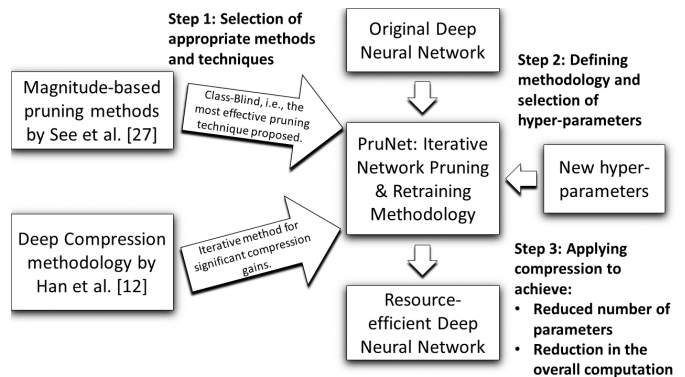 Step 1: Selection of
appropriate methods
and techniques
Original Deep
Neural Network
Step 2: Defining
methodology and
selection of
hyper-parameters
Magnitude-based
pruning methods
by See et al. [27]
Class-Blind, i.e., the
most effective pruning
technique proposed.
PruNet: Iterative
Network Pruning
& Retraining
Methodology
New hyper-
parameters
Deep Compression
methodology by
Han et al. [12]
Iterative method for
significant compression
gains.
Resource-
efficient Deep
Neural Network
Step 3: Applying
compression to
achieve:
• Reduced number of
parameters
• Reduction in the
overall computation